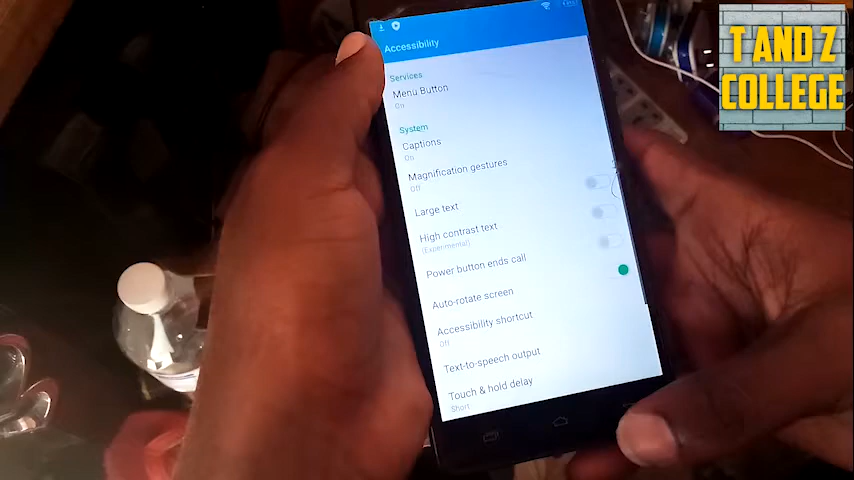 T AND Z
COLLEGE
Accessibility
Services
Menu Button
On
System
Captions
On
Magnification gestures
Off
Large text
High contrast text
(Experimental)
Power button ends call
Auto-rotate screen
Accessibility shortcut
Off
Text-to-speech output
Touch & hold delay
Short